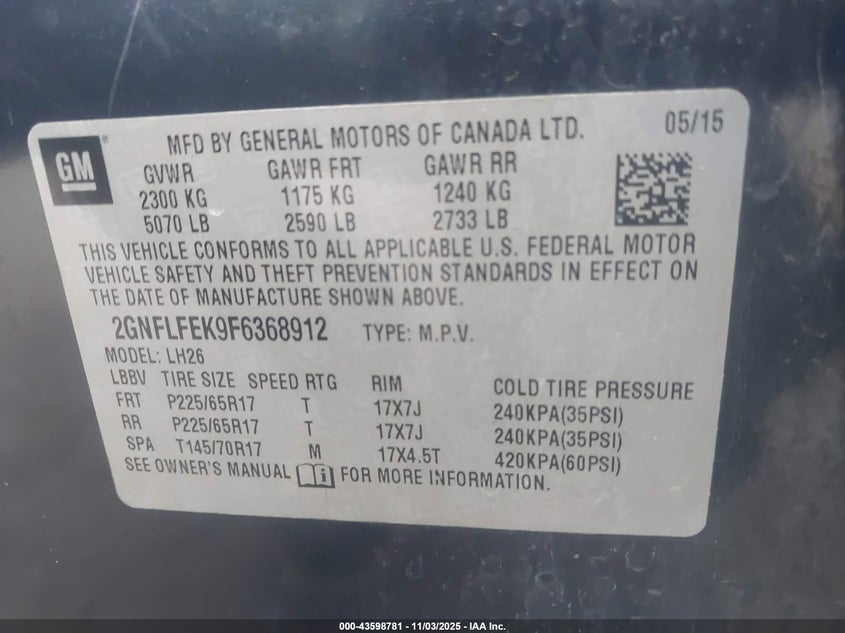 GM
MFD BY GENERAL MOTORS OF CANADA LTD. 05/15
GVWR GAWR FRT GAWR RR
2300 KG 1175 KG 1240 KG
5070 LB 2590 LB 2733 LB
THIS VEHICLE CONFORMS TO ALL APPLICABLE U.S. FEDERAL MOTOR
VEHICLE SAFETY AND THEFT PREVENTION STANDARDS IN EFFECT ON
THE DATE OF MANUFACTURE SHOWN ABOVE.
2GNFLFEK9F6368912 TYPE: M.P.V.
MODEL: LH26
LBBV TIRE SIZE SPEED RTG RIM COLD TIRE PRESSURE
FRT P225/65R17 T 17X7J 240KPA(35PSI)
RR P225/65R17 T 17X7J 240KPA(35PSI)
SPA T145/70R17 M 17X4.5T 420KPA(60PSI)
SEE OWNER'S MANUAL FOR MORE INFORMATION.
000-43598781 - 11/03/2025 - IAA Inc.